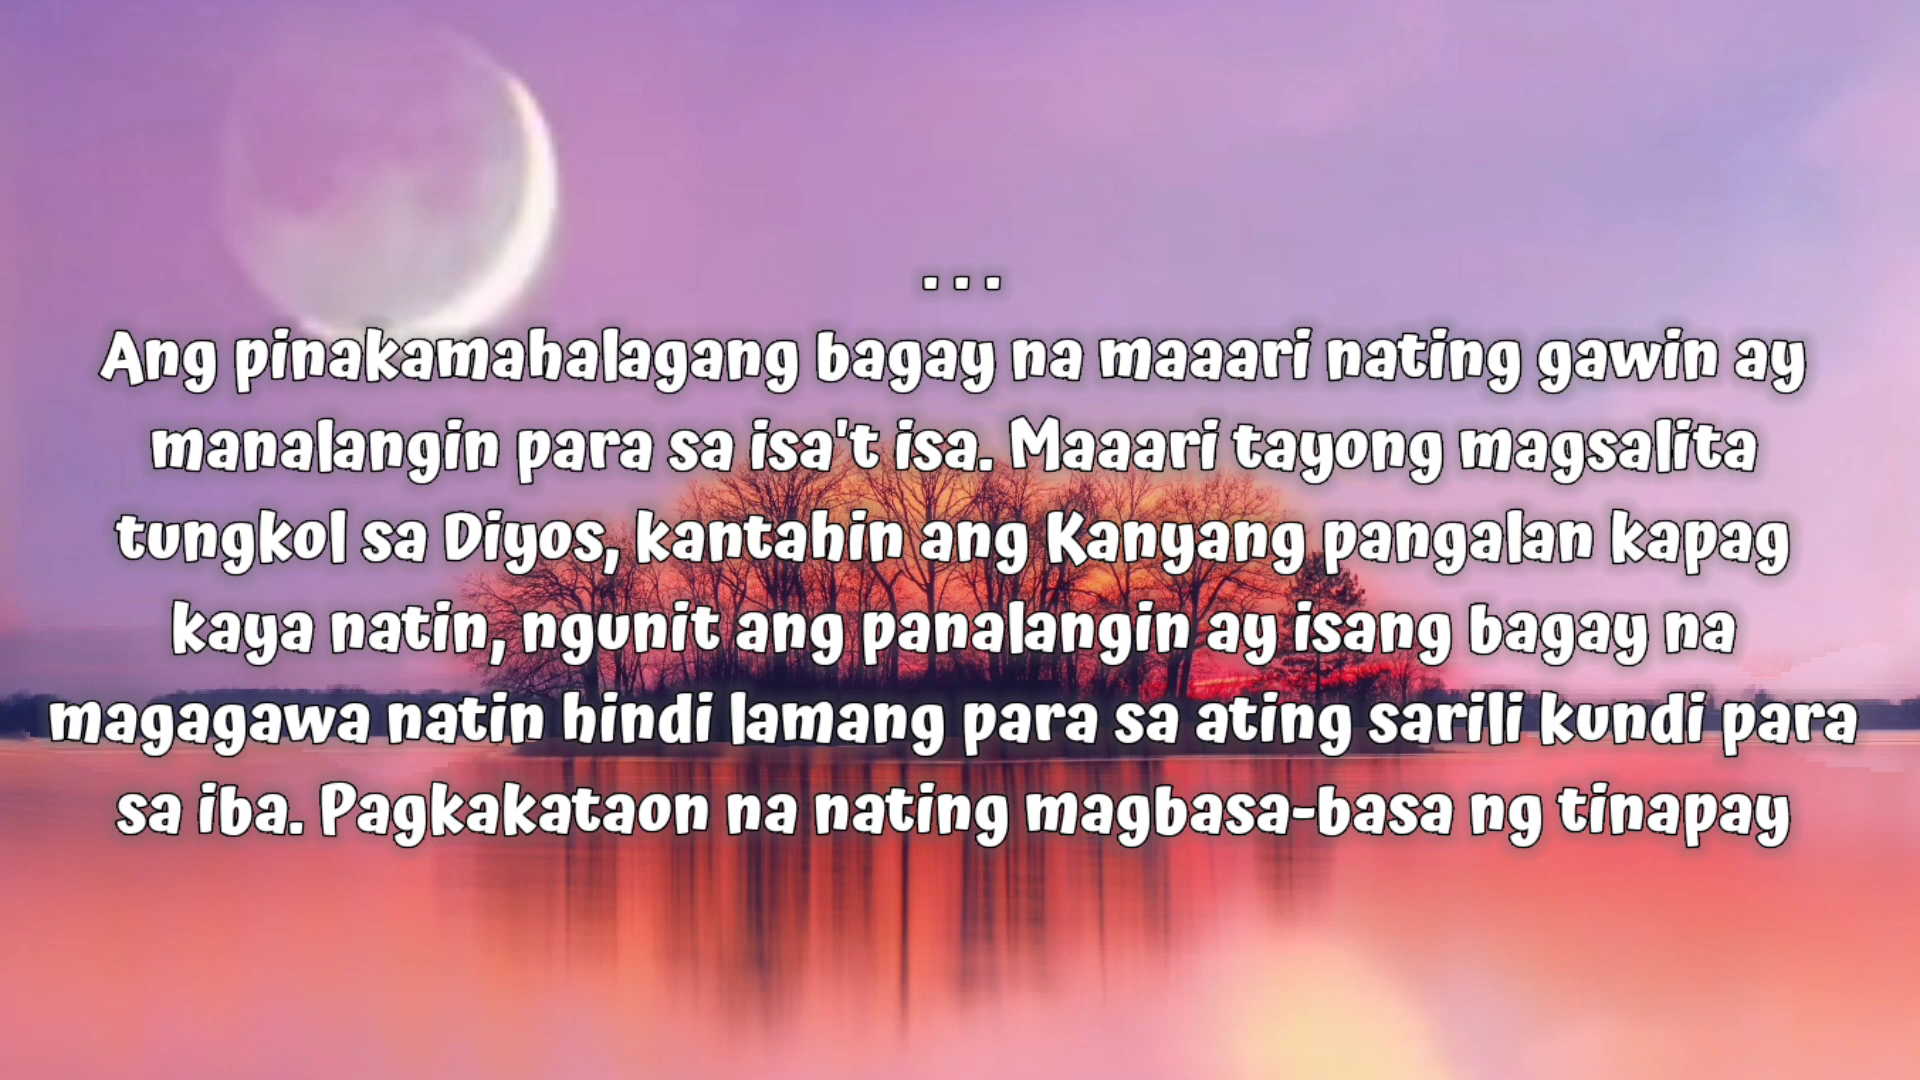 ...
Ang pinakamahalagang bagay na maaari nating gawin ay
manalangin para sa isa't isa. Maaari tayong magsalita
tungkol sa Diyos, kantahin ang Kanyang pangalan kapag
kaya natin, ngunit ang panalangin ay isang bagay na
magagawa natin hindi lamang para sa ating sarili kundi para
sa iba. Pagkakataon na nating magbasa-basa ng tinapay